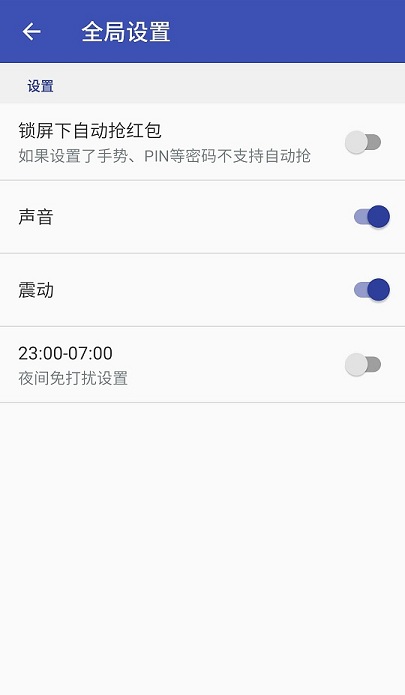 全局设置
设置
锁屏下自动抢红包
如果设置了手势、PIN等密码不支持自动抢
声音
震动
23:00-07:00
夜间免打扰设置